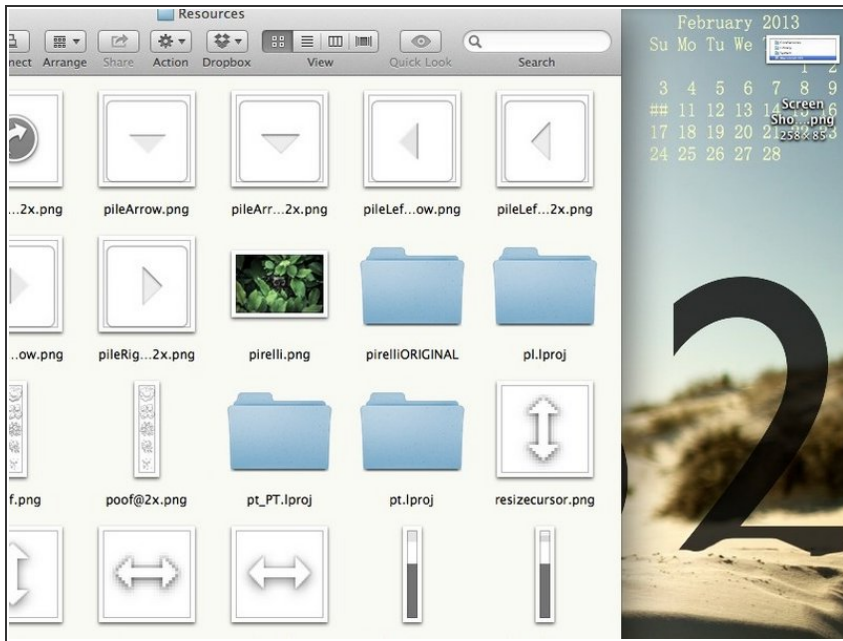 Resources
nect Arrange Share Action Dropbox View Quick Look Search
...2x.png pileArrow.png pileArr...2x.png pileLef...ow.png pileLef...2x.png
...ow.png pileRig...2x.png pirelli.png pirelliORIGINAL pl.lproj
f.png poof@2x.png pt_PT.lproj pt.lproj resizecursor.png
February 2013
Su Mo Tu We
1 2
3 4 5 6 7 8 9
## 11 12 13 14 15 16
17 18 19 20 21 22 23
24 25 26 27 28
Screen
Sho....png
258×85
2